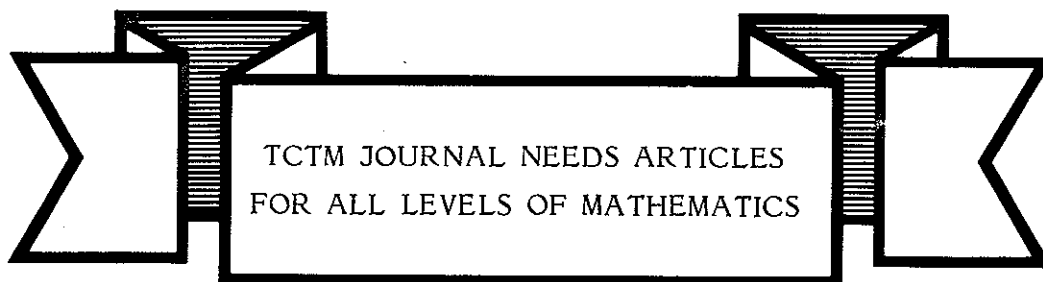 TCTM JOURNAL NEEDS ARTICLES
FOR ALL LEVELS OF MATHEMATICS